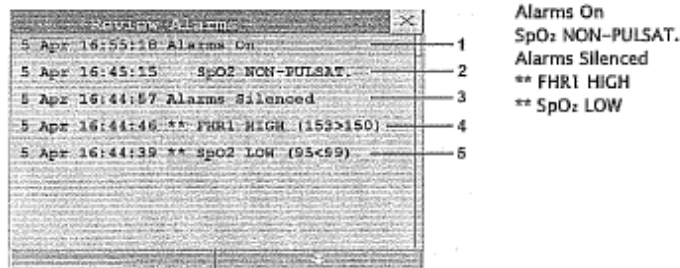 Review Alarms
5 Apr 16:55:18 Alarms On
5 Apr 16:45:15 SpO2 NON-PULSAT.
5 Apr 16:44:57 Alarms Silenced
5 Apr 16:44:46 ** FHR1 HIGH (153>150)
5 Apr 16:44:39 ** SpO2 LOW (95<99)
1
2
3
4
5
Alarms On
SpO₂ NON-PULSAT.
Alarms Silenced
** FHR1 HIGH
** SpO₂ LOW